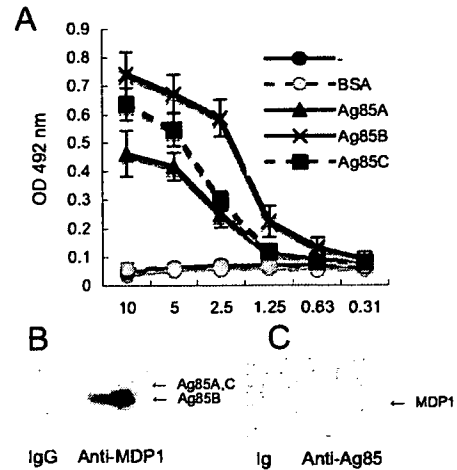 A
OD 492 nm
0.9
0.8
0.7
0.6
0.5
0.4
0.3
0.2
0.1
0
10 5 2.5 1.25 0.63 0.31
-
BSA
Ag85A
Ag85B
Ag85C
B
← Ag85A,C
← Ag85B
IgG Anti-MDP1
C
← MDP1
Ig Anti-Ag85